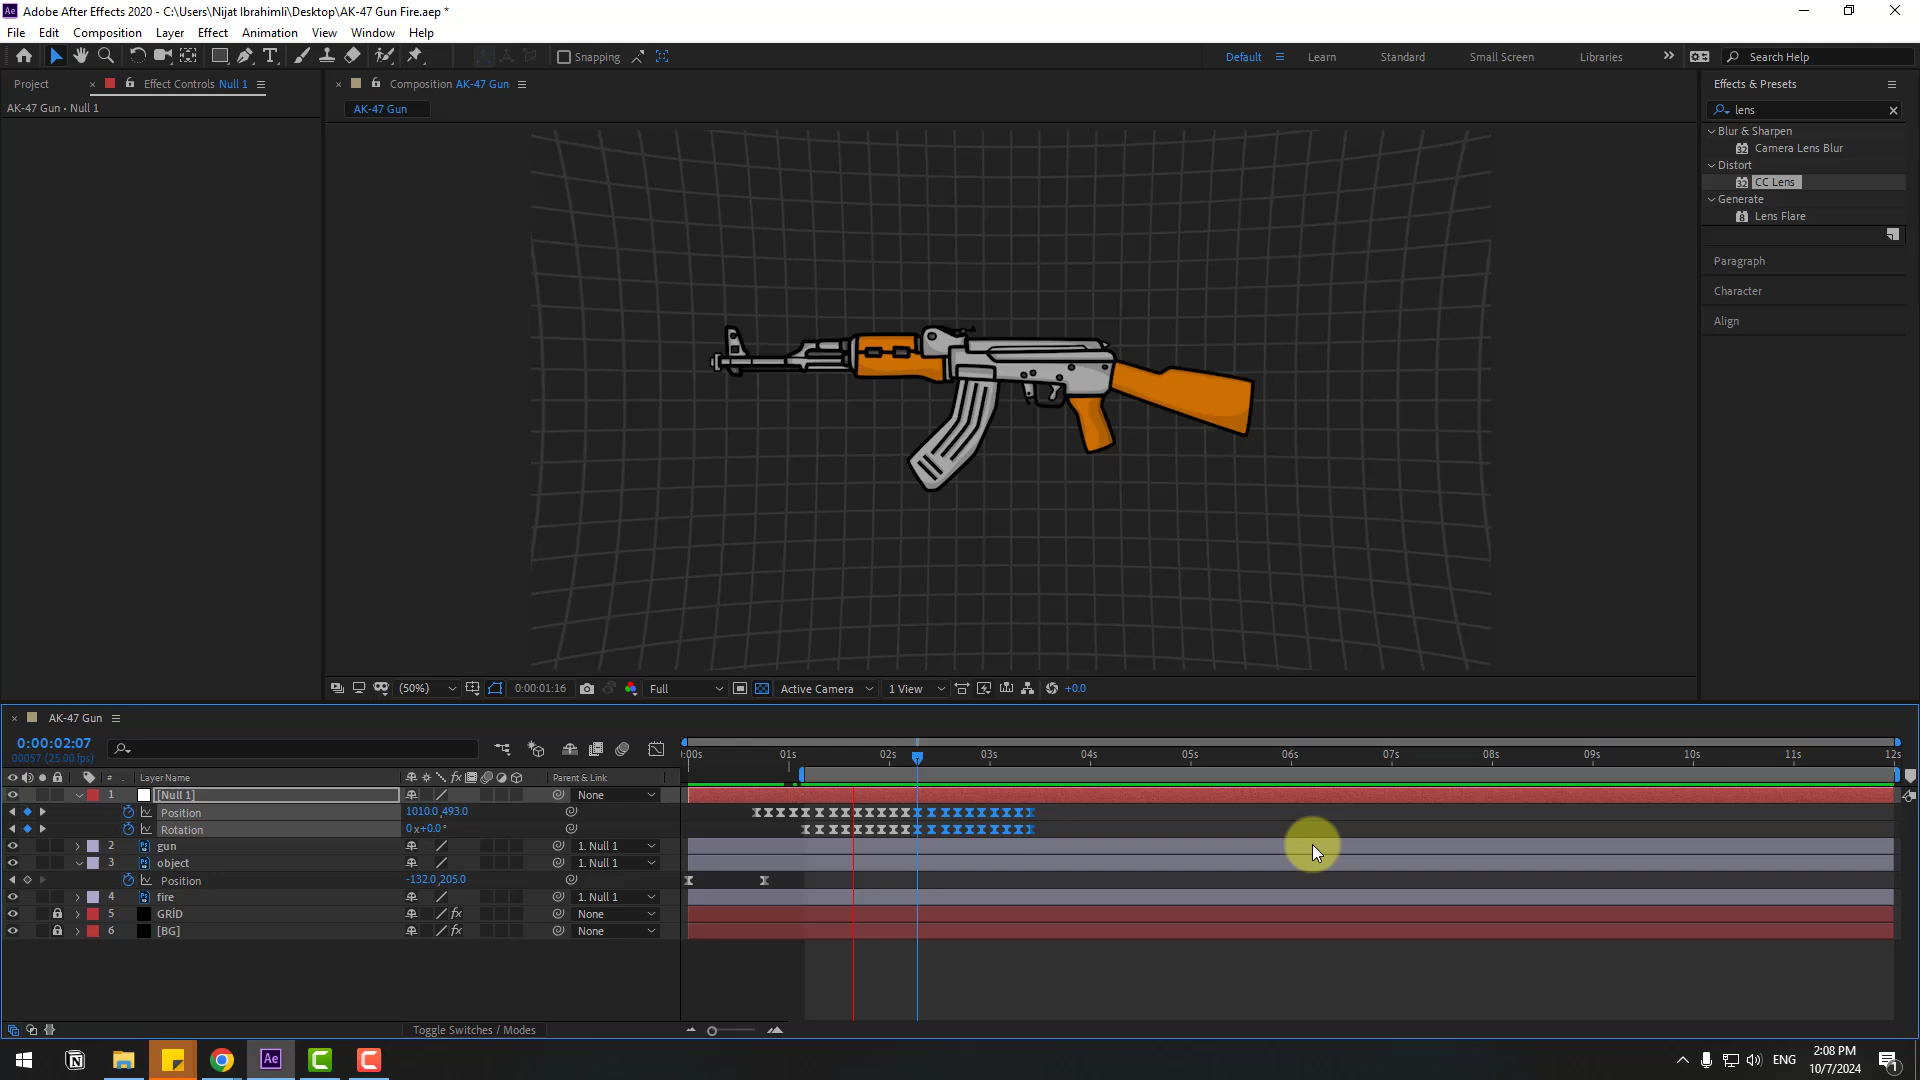 Adobe After Effects 2020 - C:\Users\Nijat Ibrahimli\Desktop\AK-47 Gun Fire.aep *
File Edit Composition Layer Effect Animation View Window Help
Snapping
Default Learn Standard Small Screen Libraries Search Help
Project Effect Controls Null 1
AK-47 Gun • Null 1
Composition AK-47 Gun
AK-47 Gun
Effects & Presets
lens
Blur & Sharpen
Camera Lens Blur
Distort
CC Lens
Generate
Lens Flare
Paragraph
Character
Align
(50%) 0:00:01:16 Full Active Camera 1 View +0.0
AK-47 Gun
0:00:02:07
00057 (25.00 fps)
:00s 01s 02s 03s 04s 05s 06s 07s 08s 09s 10s 11s 12s
# Layer Name Parent & Link
1 [Null 1] None
Position 1010.0,493.0
Rotation 0x+0.0°
2 gun 1. Null 1
3 object 1. Null 1
Position -132.0,205.0
4 fire 1. Null 1
5 GRİD None
6 [BG] None
Toggle Switches / Modes
ENG
2:08 PM
10/7/2024